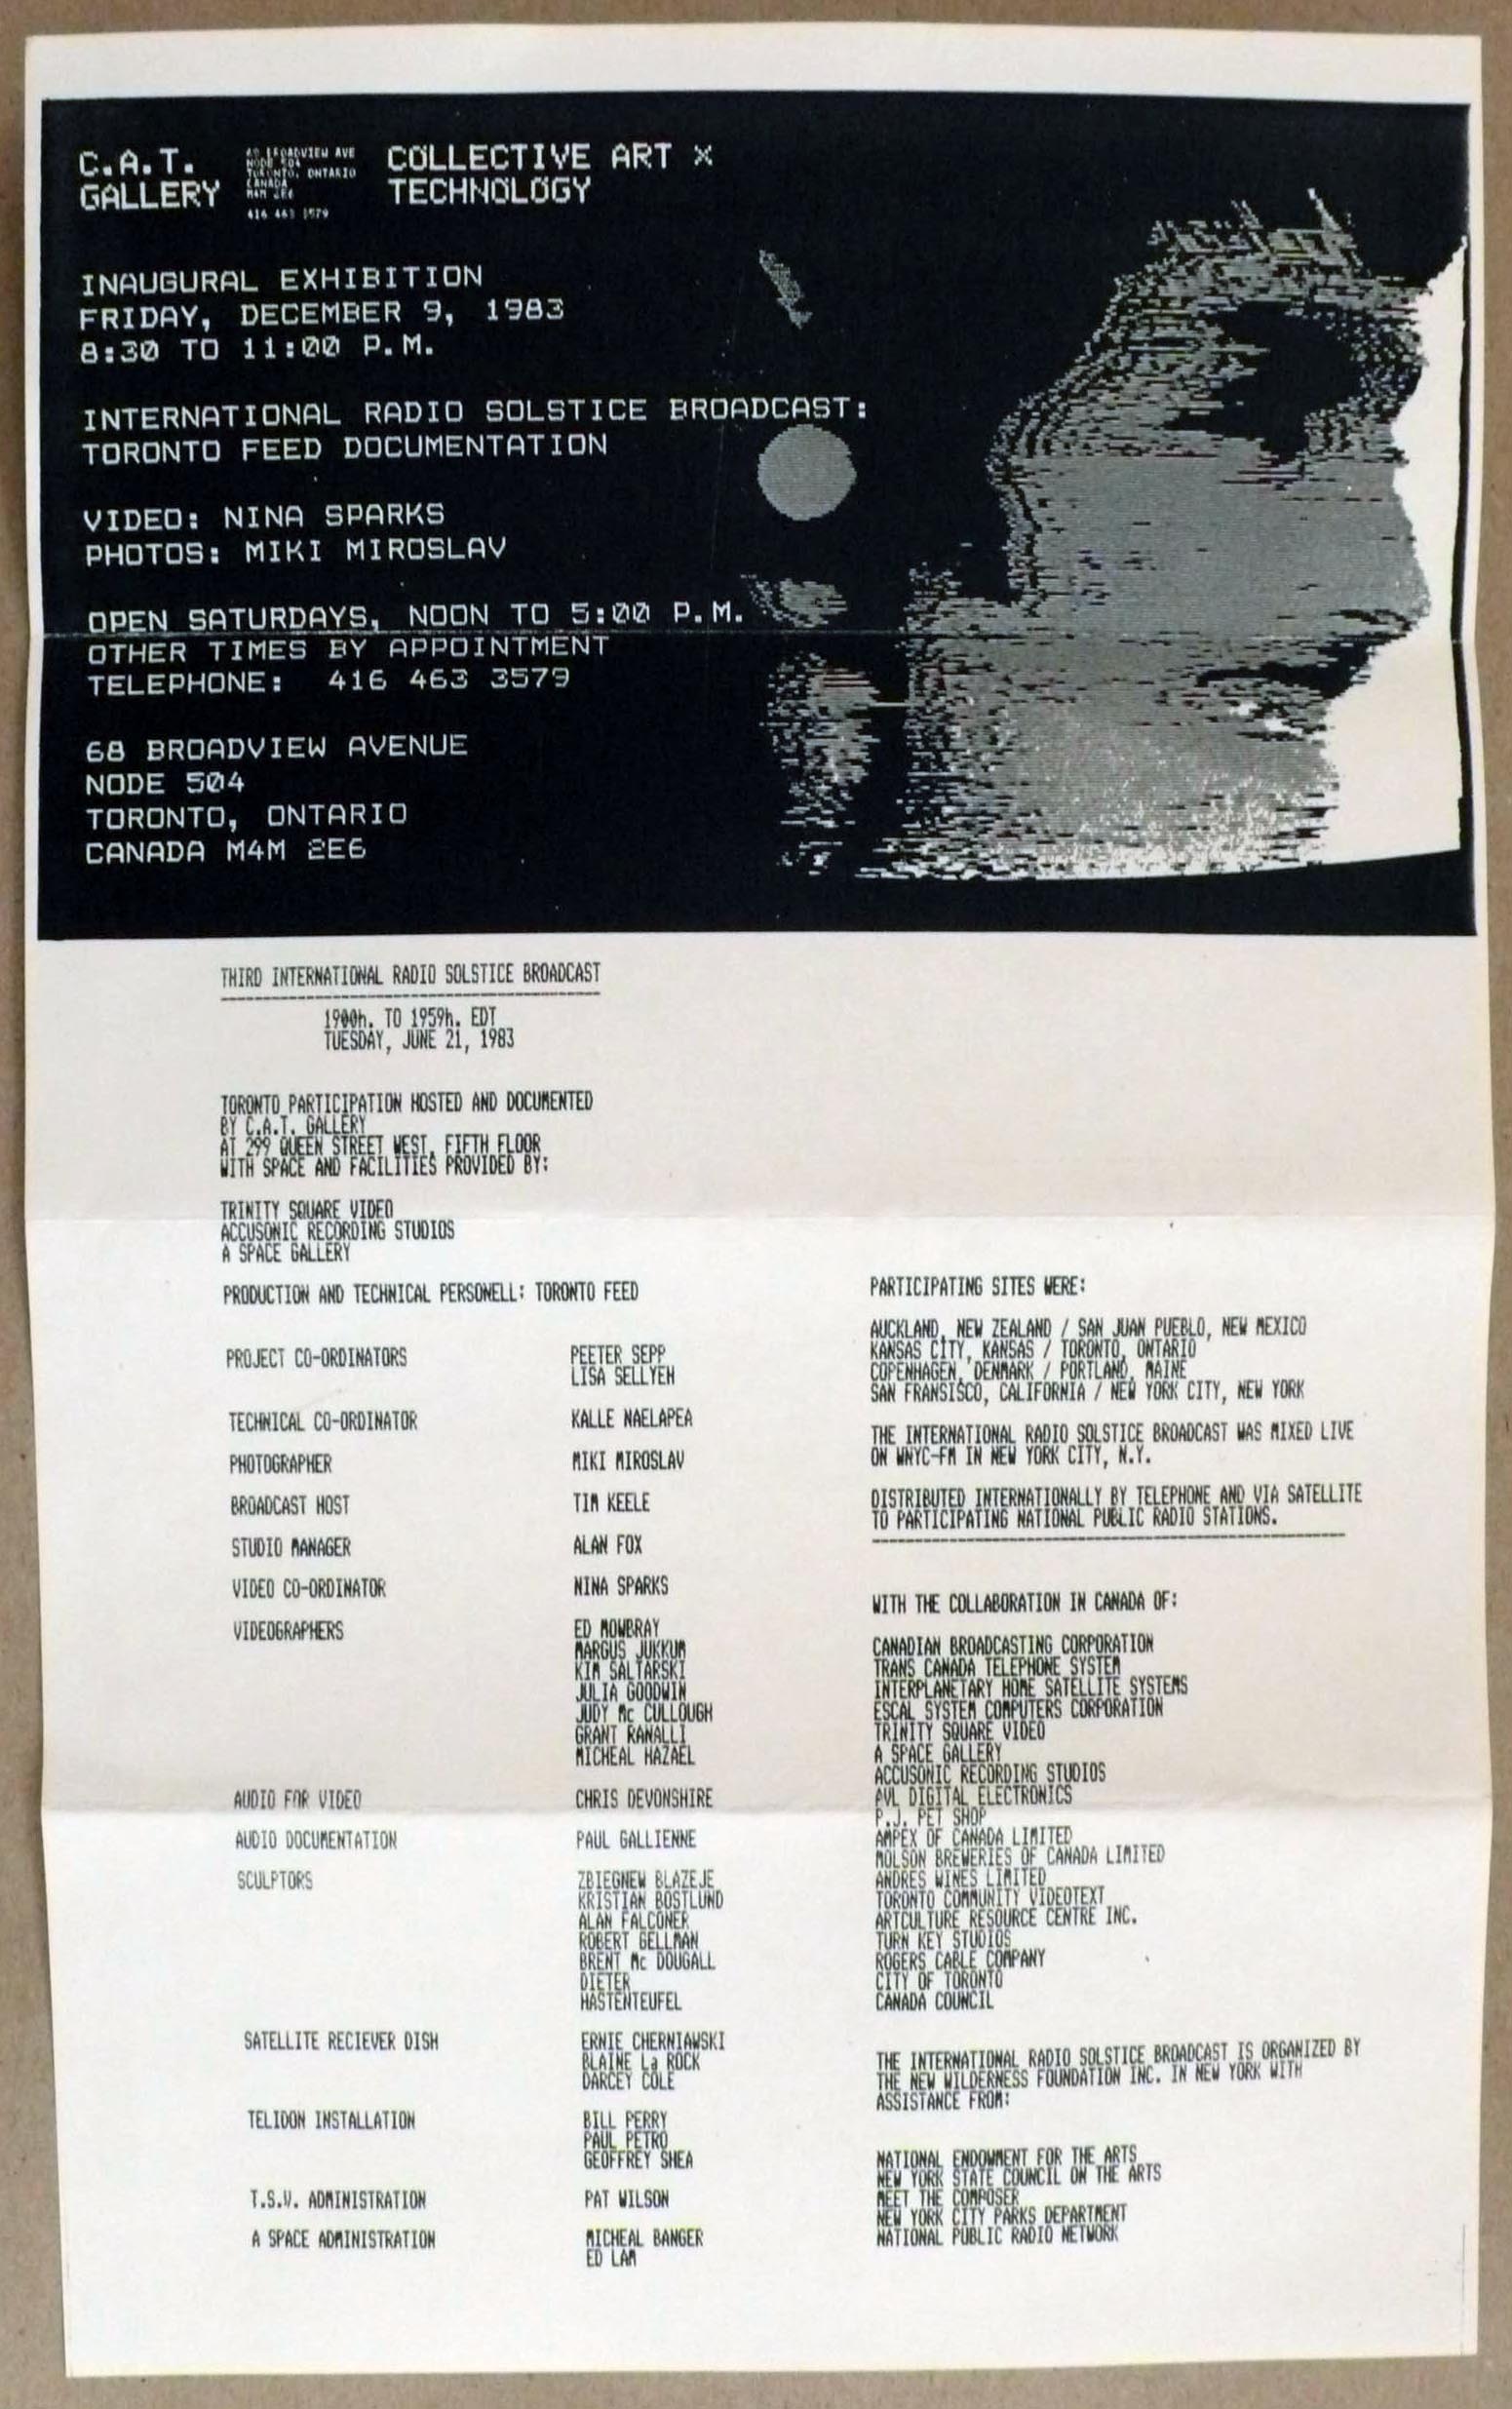 C.A.T.
GALLERY
68 BROADVIEW AVE
NODE 504
TORONTO, ONTARIO
CANADA
M4M 2E6
416 463 3579
COLLECTIVE ART X
TECHNOLOGY
INAUGURAL EXHIBITION
FRIDAY, DECEMBER 9, 1983
8:30 TO 11:00 P.M.
INTERNATIONAL RADIO SOLSTICE BROADCAST:
TORONTO FEED DOCUMENTATION
VIDEO: NINA SPARKS
PHOTOS: MIKI MIROSLAV
OPEN SATURDAYS, NOON TO 5:00 P.M.
OTHER TIMES BY APPOINTMENT
TELEPHONE: 416 463 3579
68 BROADVIEW AVENUE
NODE 504
TORONTO, ONTARIO
CANADA M4M 2E6
THIRD INTERNATIONAL RADIO SOLSTICE BROADCAST
1900h. TO 1959h. EDT
TUESDAY, JUNE 21, 1983
TORONTO PARTICIPATION HOSTED AND DOCUMENTED
BY C.A.T. GALLERY
AT 299 QUEEN STREET WEST, FIFTH FLOOR
WITH SPACE AND FACILITIES PROVIDED BY:
TRINITY SQUARE VIDEO
ACCUSONIC RECORDING STUDIOS
A SPACE GALLERY
PRODUCTION AND TECHNICAL PERSONELL: TORONTO FEED
PROJECT CO-ORDINATORS PEETER SEPP
LISA SELLYEH
TECHNICAL CO-ORDINATOR KALLE NAELAPEA
PHOTOGRAPHER MIKI MIROSLAV
BROADCAST HOST TIM KEELE
STUDIO MANAGER ALAN FOX
VIDEO CO-ORDINATOR NINA SPARKS
VIDEOGRAPHERS ED MOWBRAY
MARGUS JUKKUM
KIM SALTARSKI
JULIA GOODWIN
JUDY Mc CULLOUGH
GRANT RANALLI
MICHEAL HAZAEL
AUDIO FOR VIDEO CHRIS DEVONSHIRE
AUDIO DOCUMENTATION PAUL GALLIENNE
SCULPTORS ZBIEGNEW BLAZEJE
KRISTIAN BOSTLUND
ALAN FALCONER
ROBERT GELLMAN
BRENT Mc DOUGALL
DIETER
HASTENTEUFEL
SATELLITE RECIEVER DISH ERNIE CHERNIAWSKI
BLAINE La ROCK
DARCEY COLE
TELIDON INSTALLATION BILL PERRY
PAUL PETRO
GEOFFREY SHEA
T.S.V. ADMINISTRATION PAT WILSON
A SPACE ADMINISTRATION MICHEAL BANGER
ED LAM
PARTICIPATING SITES WERE:
AUCKLAND, NEW ZEALAND / SAN JUAN PUEBLO, NEW MEXICO
KANSAS CITY, KANSAS / TORONTO, ONTARIO
COPENHAGEN, DENMARK / PORTLAND, MAINE
SAN FRANSISCO, CALIFORNIA / NEW YORK CITY, NEW YORK
THE INTERNATIONAL RADIO SOLSTICE BROADCAST WAS MIXED LIVE
ON WNYC-FM IN NEW YORK CITY, N.Y.
DISTRIBUTED INTERNATIONALLY BY TELEPHONE AND VIA SATELLITE
TO PARTICIPATING NATIONAL PUBLIC RADIO STATIONS.
WITH THE COLLABORATION IN CANADA OF:
CANADIAN BROADCASTING CORPORATION
TRANS CANADA TELEPHONE SYSTEM
INTERPLANETARY HOME SATELLITE SYSTEMS
ESCAL SYSTEM COMPUTERS CORPORATION
TRINITY SQUARE VIDEO
A SPACE GALLERY
ACCUSONIC RECORDING STUDIOS
AVL DIGITAL ELECTRONICS
P.J. PET SHOP
AMPEX OF CANADA LIMITED
MOLSON BREWERIES OF CANADA LIMITED
ANDRES WINES LIMITED
TORONTO COMMUNITY VIDEOTEXT
ARTCULTURE RESOURCE CENTRE INC.
TURN KEY STUDIOS
ROGERS CABLE COMPANY
CITY OF TORONTO
CANADA COUNCIL
THE INTERNATIONAL RADIO SOLSTICE BROADCAST IS ORGANIZED BY
THE NEW WILDERNESS FOUNDATION INC. IN NEW YORK WITH
ASSISTANCE FROM:
NATIONAL ENDOWMENT FOR THE ARTS
NEW YORK STATE COUNCIL ON THE ARTS
MEET THE COMPOSER
NEW YORK CITY PARKS DEPARTMENT
NATIONAL PUBLIC RADIO NETWORK